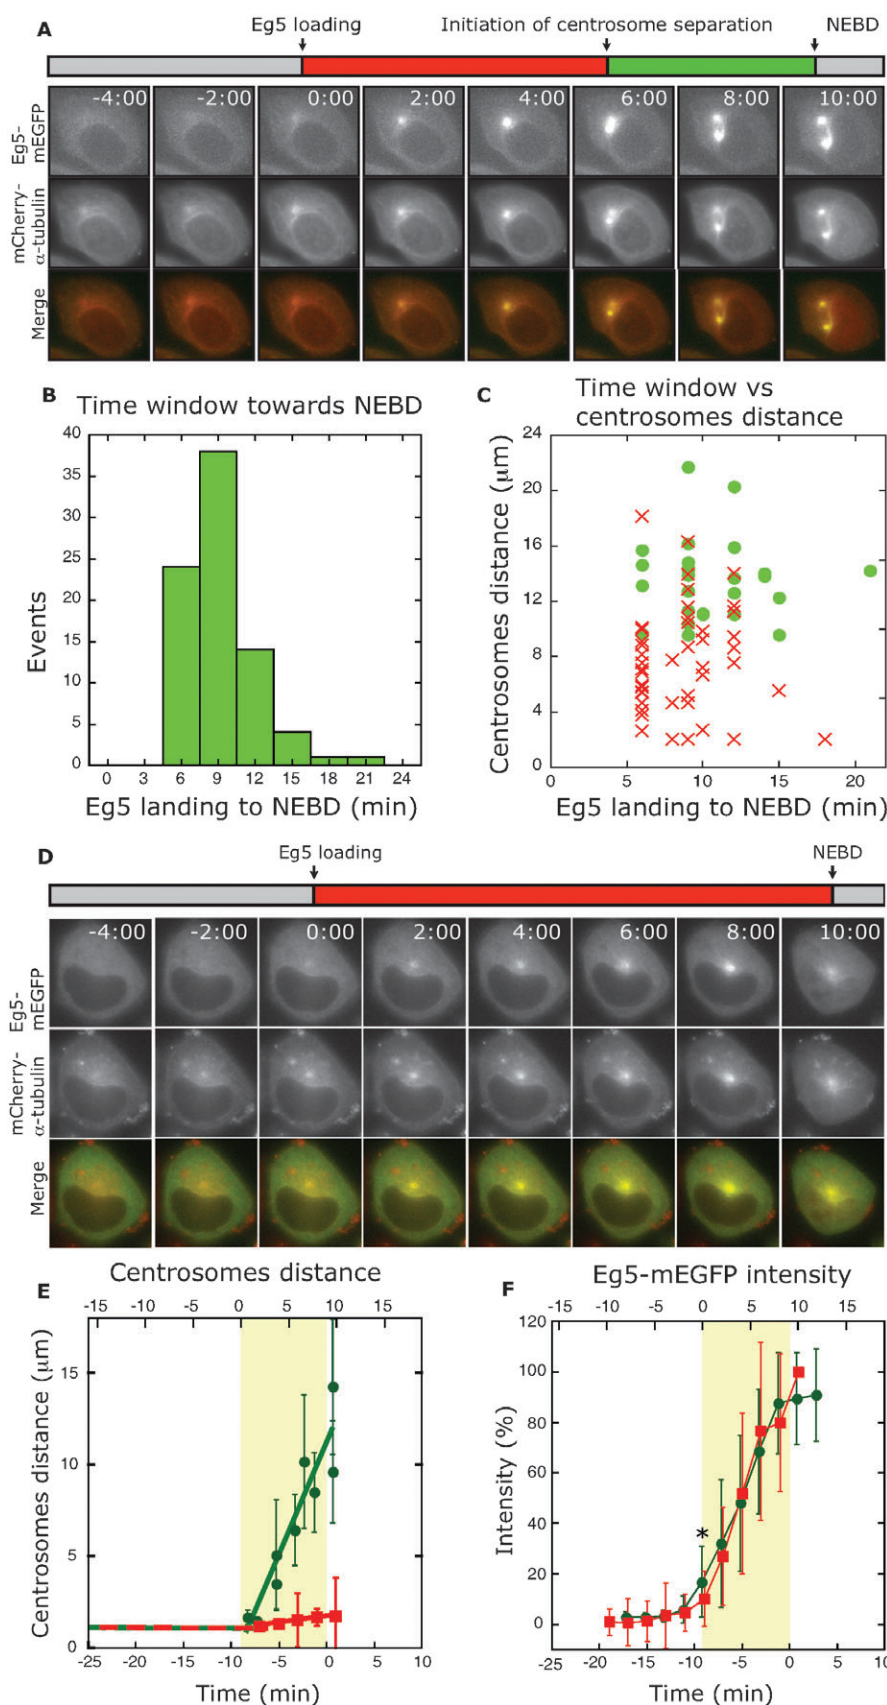 A
Eg5 loading
Initiation of centrosome separation
NEBD
-4:00 -2:00 0:00 2:00 4:00 6:00 8:00 10:00
Eg5-
mEGFP
mCherry-
α-tubulin
Merge
B
Time window towards NEBD
40
35
30
25
20
15
10
5
0
Events
0 3 6 9 12 15 18 21 24
Eg5 landing to NEBD (min)
C
Time window vs
centrosomes distance
24
20
16
12
8
4
0
Centrosomes distance (μm)
0 5 10 15 20
Eg5 landing to NEBD (min)
D
Eg5 loading
NEBD
-4:00 -2:00 0:00 2:00 4:00 6:00 8:00 10:00
Eg5-
mEGFP
mCherry-
α-tubulin
Merge
E
Centrosomes distance
-15 -10 -5 0 5 10 15
15
10
5
0
Centrosomes distance (μm)
-25 -20 -15 -10 -5 0 5 10
Time (min)
F
Eg5-mEGFP intensity
-15 -10 -5 0 5 10 15
120
100
80
60
40
20
0
Intensity (%)
*
-25 -20 -15 -10 -5 0 5 10
Time (min)